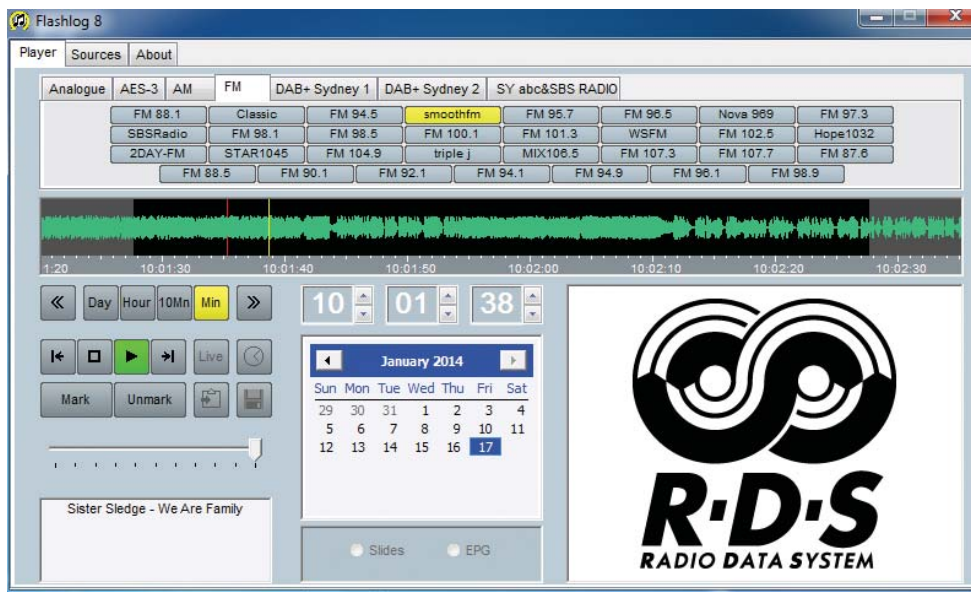 Flashlog 8
Player Sources About
Analogue AES-3 AM FM DAB+ Sydney 1 DAB+ Sydney 2 SY abc&SBS RADIO
FM 88.1 Classic FM 94.5 smoothfm FM 95.7 FM 96.5 Nova 969 FM 97.3
SBSRadio FM 98.1 FM 98.5 FM 100.1 FM 101.3 WSFM FM 102.5 Hope1032
2DAY-FM STAR1045 FM 104.9 triple j MIX106.5 FM 107.3 FM 107.7 FM 87.6
FM 88.5 FM 90.1 FM 92.1 FM 94.1 FM 94.9 FM 96.1 FM 98.9
1:20 10:01:30 10:01:40 10:01:50 10:02:00 10:02:10 10:02:20 10:02:30
Day Hour 10Mn Min
10 01 38
Live
Mark Unmark
January 2014
Sun Mon Tue Wed Thu Fri Sat
29 30 31 1 2 3 4
5 6 7 8 9 10 11
12 13 14 15 16 17
Sister Sledge - We Are Family
Slides EPG
R·D·S
RADIO DATA SYSTEM